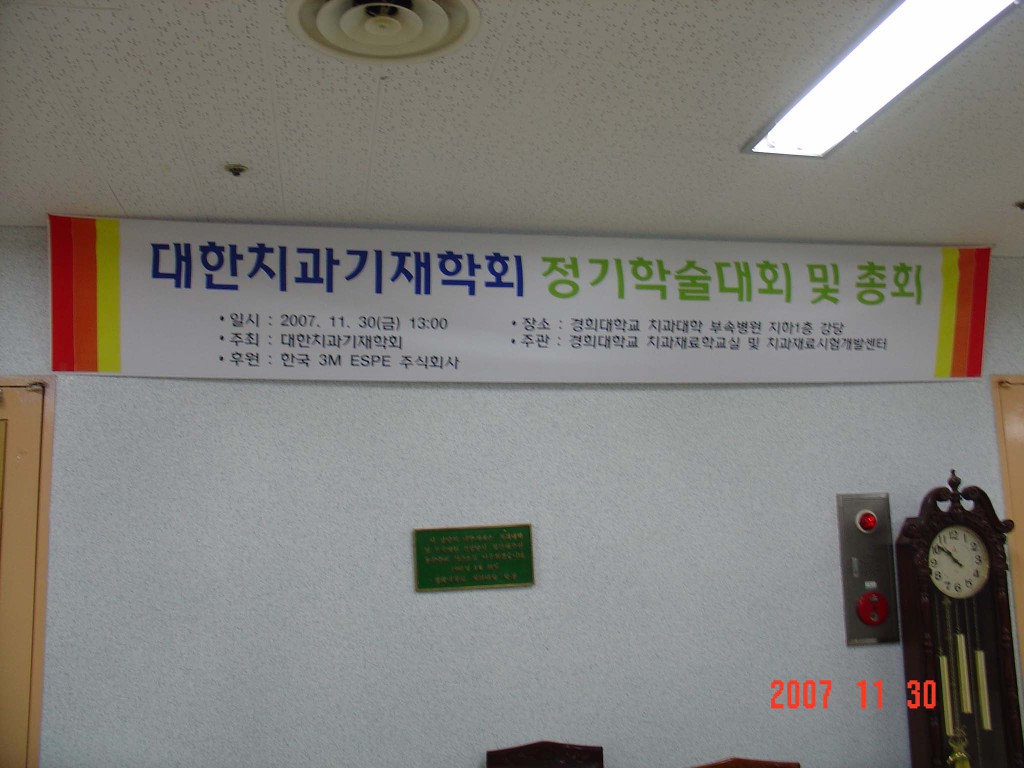 대한치과기재학회 정기학술대회 및 총회
• 일시 : 2007. 11. 30(금) 13:00
• 주최 : 대한치과기재학회
• 후원 : 한국 3M ESPE 주식회사
• 장소 : 경희대학교 치과대학 부속병원 지하1층 강당
• 주관 : 경희대학교 치과재료학교실 및 치과재료시험개발센터
2007 11 30